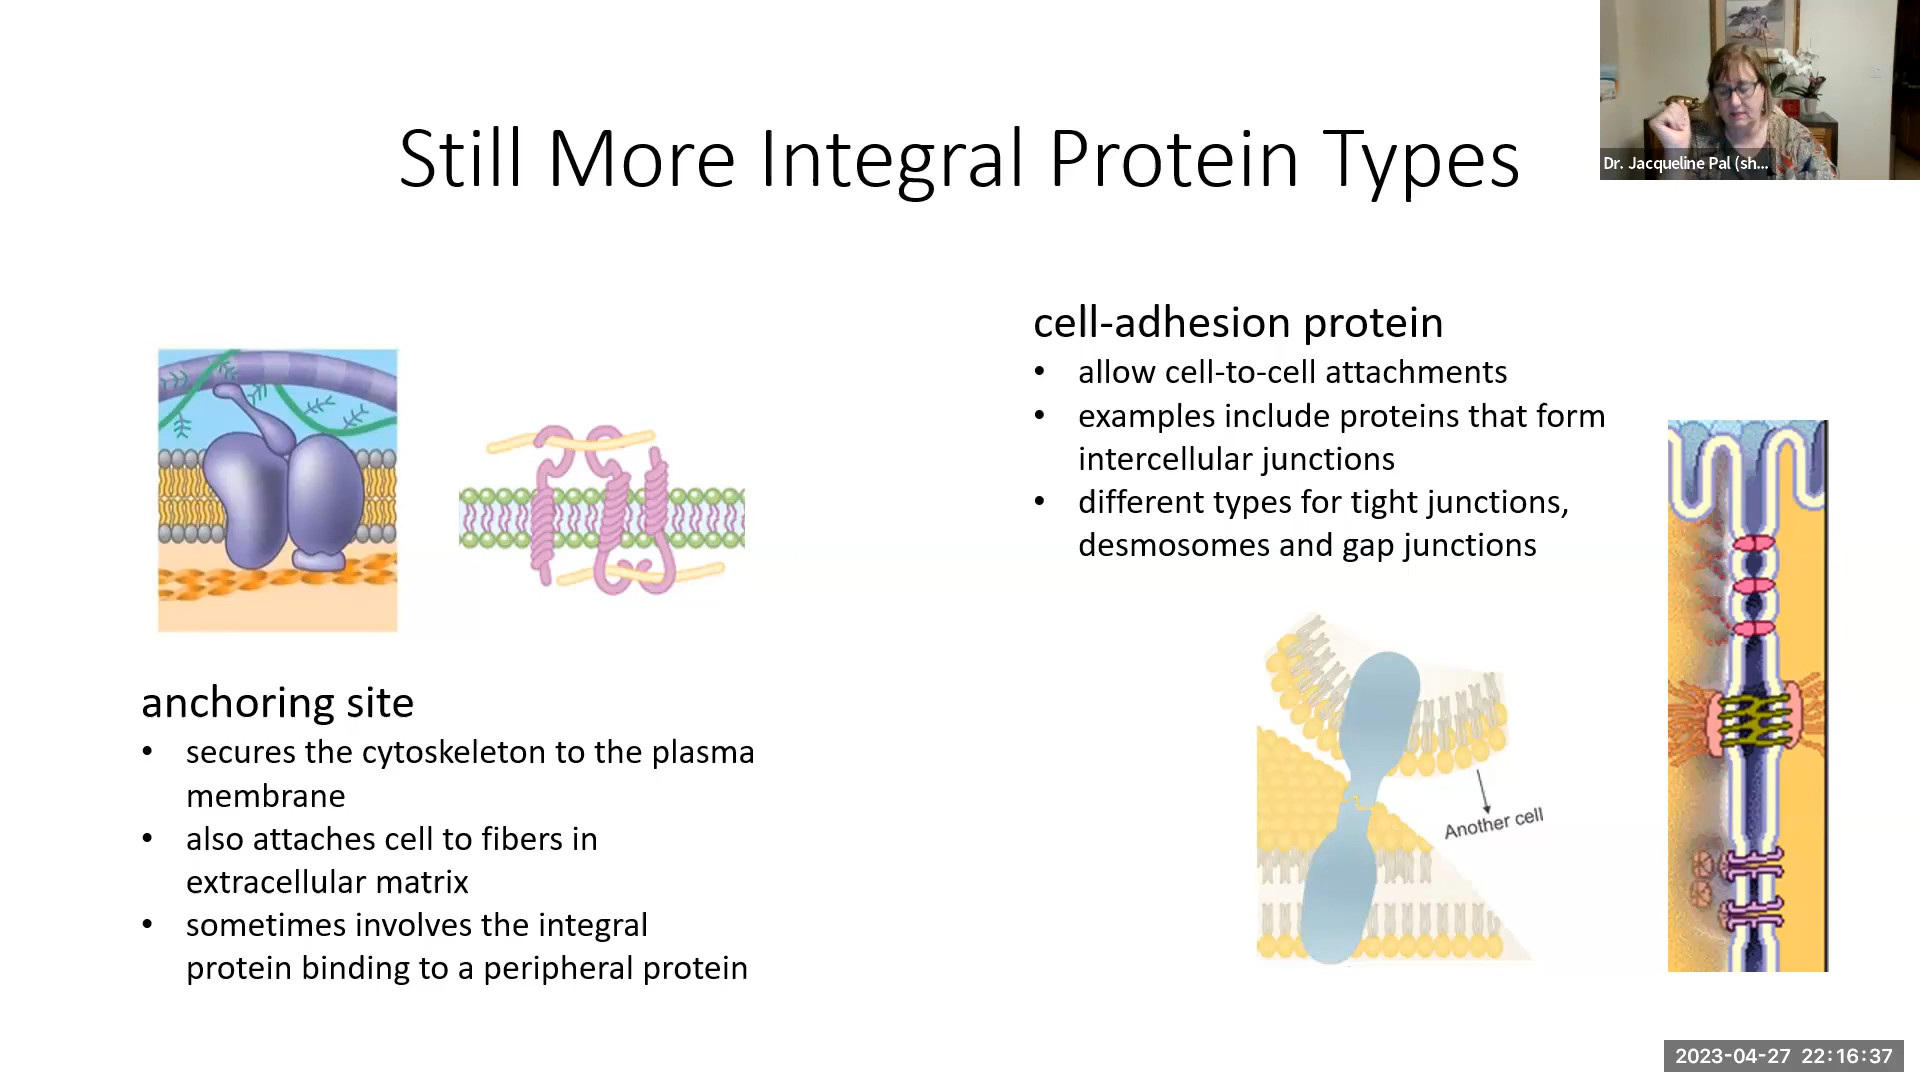 Still More Integral Protein Types
Dr. Jacqueline Pal (sh...
cell-adhesion protein
• allow cell-to-cell attachments
• examples include proteins that form
intercellular junctions
• different types for tight junctions,
desmosomes and gap junctions
Another cell
anchoring site
• secures the cytoskeleton to the plasma
membrane
• also attaches cell to fibers in
extracellular matrix
• sometimes involves the integral
protein binding to a peripheral protein
2023-04-27 22:16:37